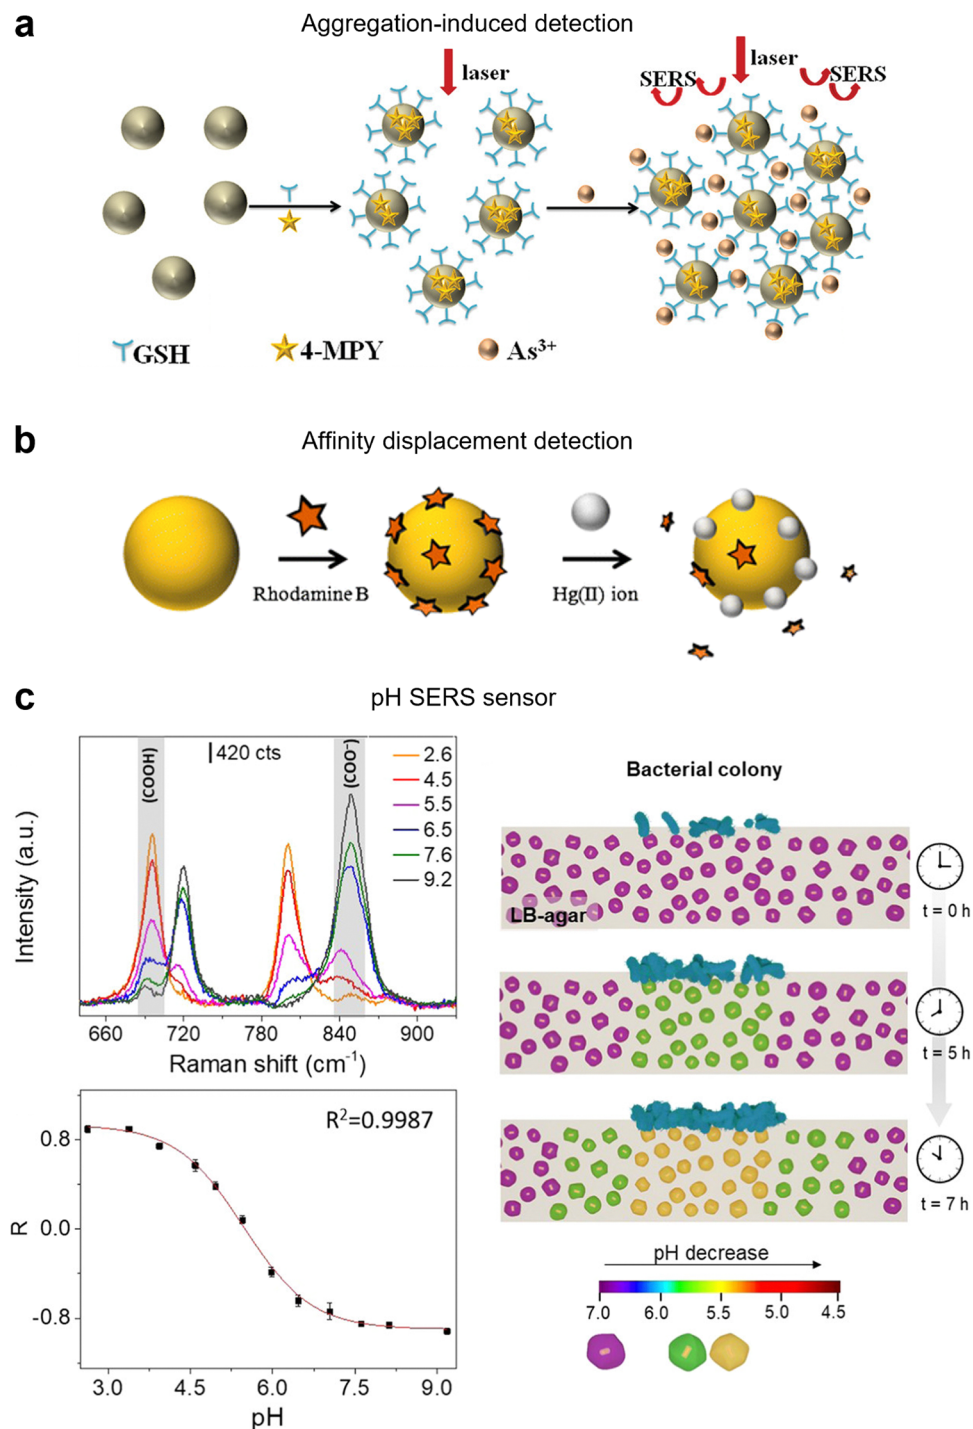 a
Aggregation-induced detection
laser
SERS
laser
SERS
GSH
4-MPY
As³⁺
b
Affinity displacement detection
Rhodamine B
Hg(II) ion
c
pH SERS sensor
Intensity (a.u.)
(COOH)
420 cts
(COO⁻)
2.6
4.5
5.5
6.5
7.6
9.2
660 720 780 840 900
Raman shift (cm⁻¹)
R
R²=0.9987
0.8
0.0
-0.8
3.0 4.5 6.0 7.5 9.0
pH
Bacterial colony
LB-agar
t = 0 h
t = 5 h
t = 7 h
pH decrease
7.0 6.0 5.5 5.0 4.5